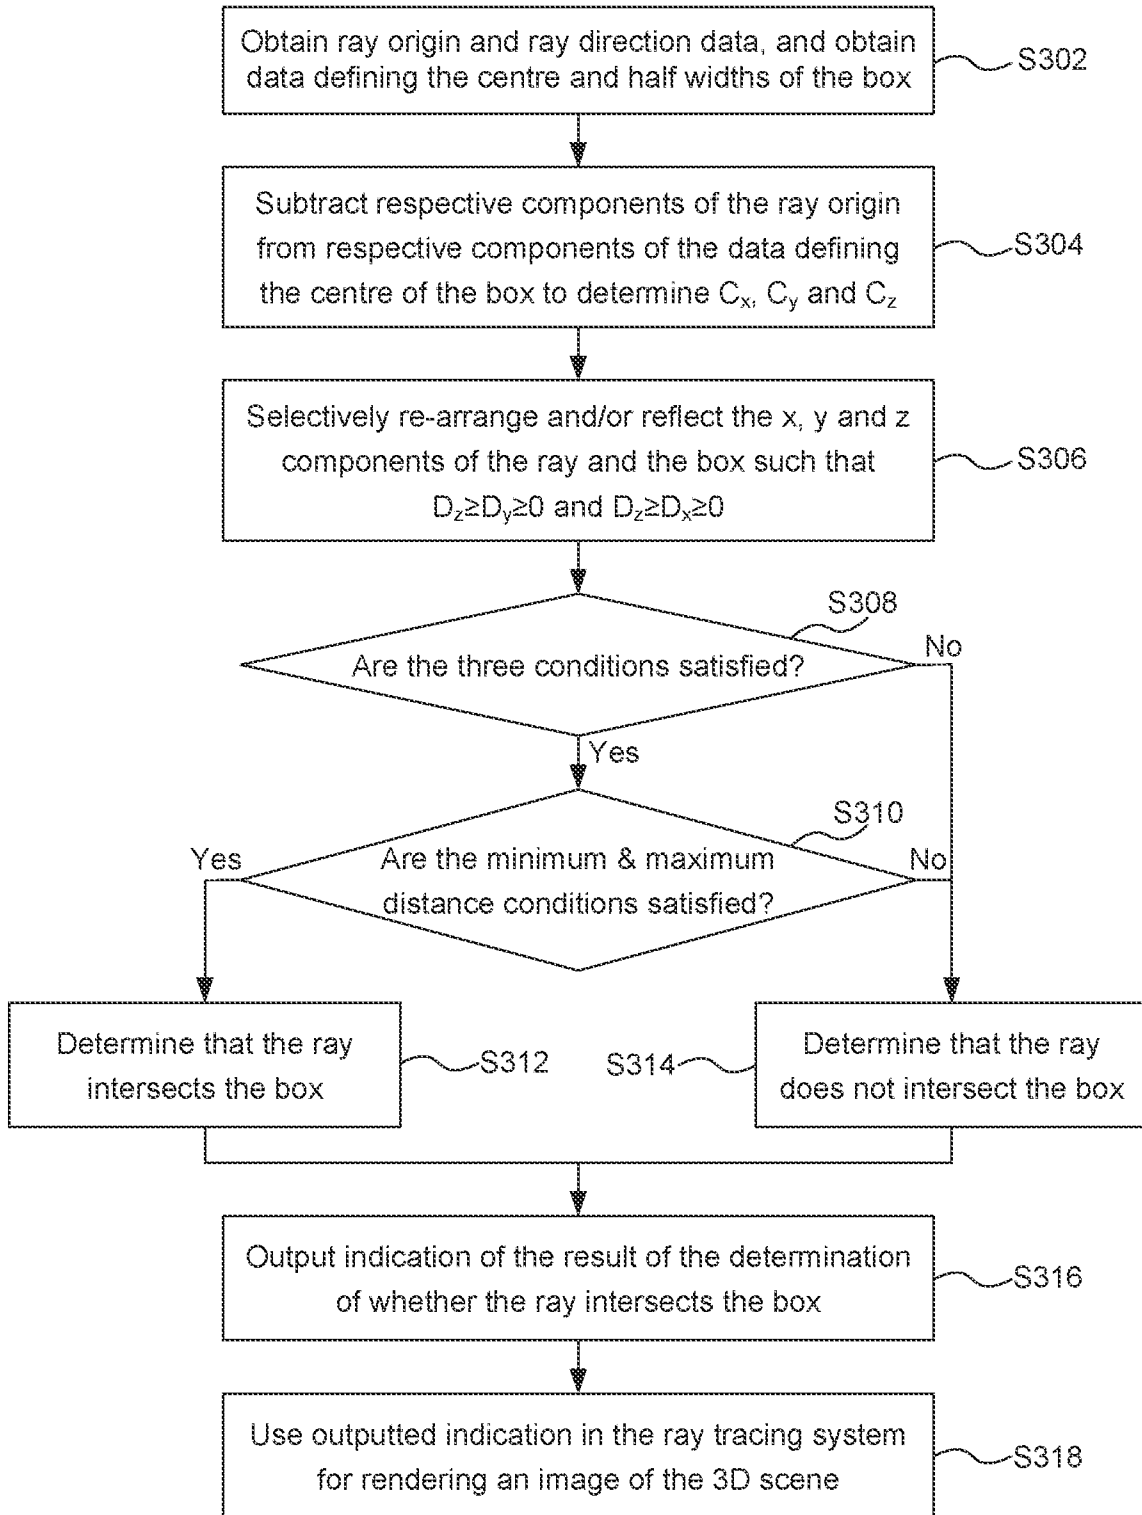 Obtain ray origin and ray direction data, and obtain
data defining the centre and half widths of the box
S302
Subtract respective components of the ray origin
from respective components of the data defining
the centre of the box to determine Cx, Cy and Cz
S304
Selectively re-arrange and/or reflect the x, y and z
components of the ray and the box such that
Dz≥Dy≥0 and Dz≥Dx≥0
S306
S308
Are the three conditions satisfied?
No
Yes
S310
Yes
Are the minimum & maximum
distance conditions satisfied?
No
Determine that the ray
intersects the box
S312
S314
Determine that the ray
does not intersect the box
Output indication of the result of the determination
of whether the ray intersects the box
S316
Use outputted indication in the ray tracing system
for rendering an image of the 3D scene
S318